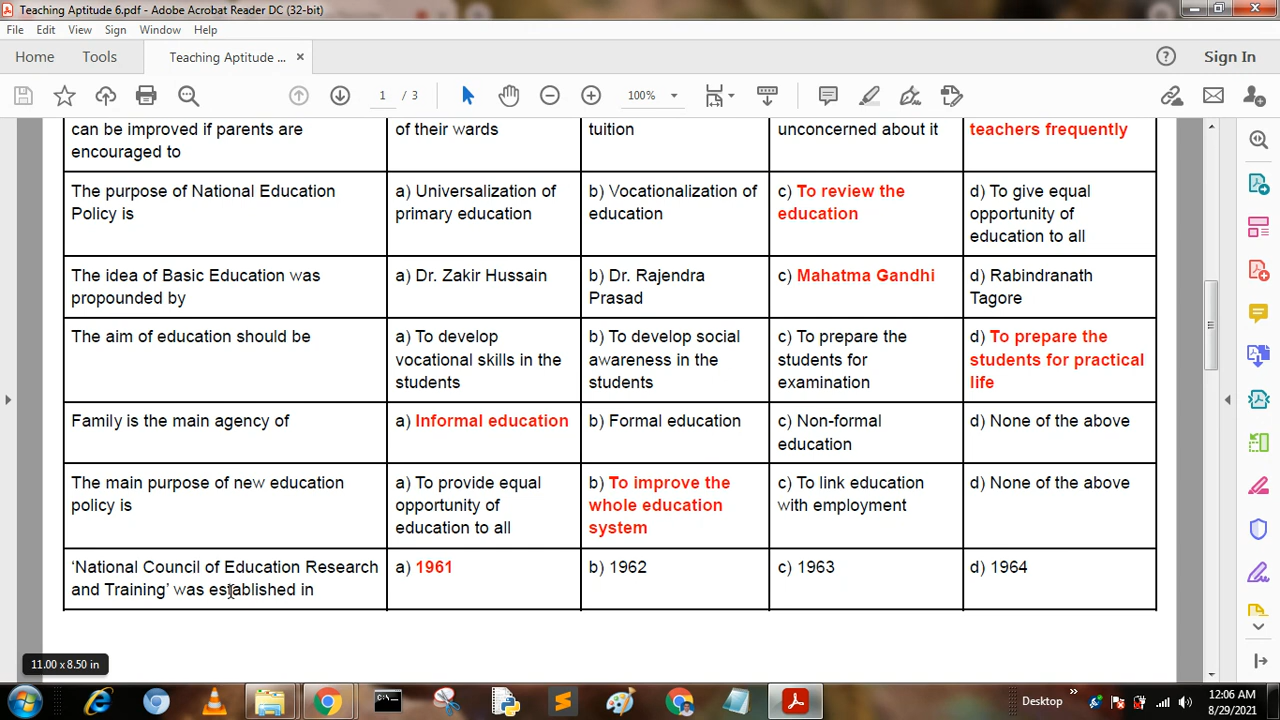 Teaching Aptitude 6.pdf - Adobe Acrobat Reader DC (32-bit)
File Edit View Sign Window Help
Home Tools Teaching Aptitude ... × Sign In
1 / 3 100%
can be improved if parents are
encouraged to
of their wards
tuition
unconcerned about it
teachers frequently
The purpose of National Education
Policy is
a) Universalization of
primary education
b) Vocationalization of
education
c) To review the
education
d) To give equal
opportunity of
education to all
The idea of Basic Education was
propounded by
a) Dr. Zakir Hussain
b) Dr. Rajendra
Prasad
c) Mahatma Gandhi
d) Rabindranath
Tagore
The aim of education should be
a) To develop
vocational skills in the
students
b) To develop social
awareness in the
students
c) To prepare the
students for
examination
d) To prepare the
students for practical
life
Family is the main agency of
a) Informal education
b) Formal education
c) Non-formal
education
d) None of the above
The main purpose of new education
policy is
a) To provide equal
opportunity of
education to all
b) To improve the
whole education
system
c) To link education
with employment
d) None of the above
‘National Council of Education Research
and Training’ was established in
a) 1961
b) 1962
c) 1963
d) 1964
11.00 x 8.50 in
Desktop
12:06 AM
8/29/2021